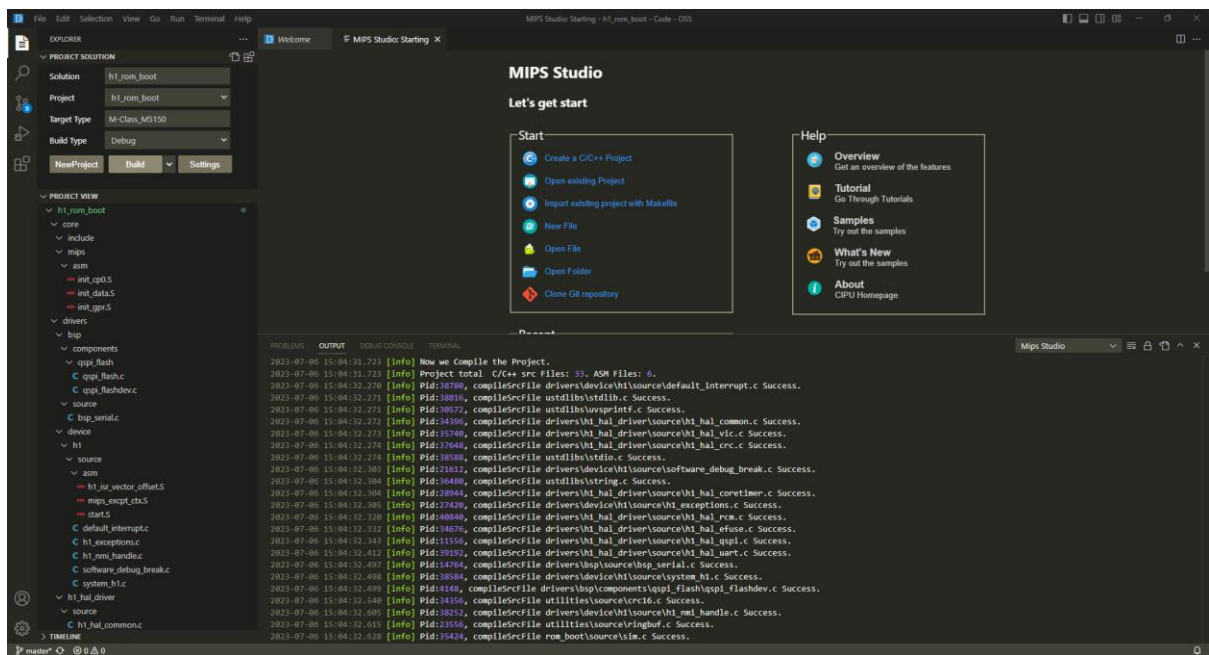 File Edit Selection View Go Run Terminal Help
MIPS Studio: Starting - h1_rom_boot - Code - OSS
EXPLORER
Welcome
MIPS Studio: Starting
PROJECT SOLUTION
Solution h1_rom_boot
Project h1_rom_boot
Target Type M-Class_M5150
Build Type Debug
NewProject Build Settings
PROJECT VIEW
h1_rom_boot
core
include
mips
asm
init_cp0.S
init_data.S
init_gpr.S
drivers
bsp
components
qspi_flash
qspi_flash.c
qspi_flashdev.c
source
bsp_serial.c
device
h1
source
asm
h1_isr_vector_offset.S
mips_excpt_ctx.S
start.S
default_interrupt.c
h1_exceptions.c
h1_nmi_handle.c
software_debug_break.c
system_h1.c
h1_hal_driver
source
h1_hal_common.c
TIMELINE
MIPS Studio
Let's get start
Start
Create a C/C++ Project
Open existing Project
Import existing project with Makefile
New File
Open File
Open Folder
Clone Git repository
Recent
Help
Overview
Get an overview of the features
Tutorial
Go Through Tutorials
Samples
Try out the samples
What's New
Try out the samples
About
CIPU Homepage
PROBLEMS OUTPUT DEBUG CONSOLE TERMINAL
Mips Studio
2023-07-06 15:04:31.723 [info] Now we Compile the Project.
2023-07-06 15:04:31.723 [info] Project total C/C++ src Files: 33. ASM Files: 6.
2023-07-06 15:04:32.270 [info] Pid:38780, compileSrcFile drivers\device\h1\source\default_interrupt.c Success.
2023-07-06 15:04:32.271 [info] Pid:38816, compileSrcFile ustdlibs\stdlib.c Success.
2023-07-06 15:04:32.271 [info] Pid:30572, compileSrcFile ustdlibs\uvsprintf.c Success.
2023-07-06 15:04:32.272 [info] Pid:34396, compileSrcFile drivers\h1_hal_driver\source\h1_hal_common.c Success.
2023-07-06 15:04:32.273 [info] Pid:35740, compileSrcFile drivers\h1_hal_driver\source\h1_hal_vic.c Success.
2023-07-06 15:04:32.274 [info] Pid:37648, compileSrcFile drivers\h1_hal_driver\source\h1_hal_crc.c Success.
2023-07-06 15:04:32.274 [info] Pid:38588, compileSrcFile ustdlibs\stdio.c Success.
2023-07-06 15:04:32.303 [info] Pid:21612, compileSrcFile drivers\device\h1\source\software_debug_break.c Success.
2023-07-06 15:04:32.304 [info] Pid:36480, compileSrcFile ustdlibs\string.c Success.
2023-07-06 15:04:32.304 [info] Pid:28944, compileSrcFile drivers\h1_hal_driver\source\h1_hal_coretimer.c Success.
2023-07-06 15:04:32.305 [info] Pid:27420, compileSrcFile drivers\device\h1\source\h1_exceptions.c Success.
2023-07-06 15:04:32.320 [info] Pid:40840, compileSrcFile drivers\h1_hal_driver\source\h1_hal_rcm.c Success.
2023-07-06 15:04:32.332 [info] Pid:34676, compileSrcFile drivers\h1_hal_driver\source\h1_hal_efuse.c Success.
2023-07-06 15:04:32.343 [info] Pid:11556, compileSrcFile drivers\h1_hal_driver\source\h1_hal_qspi.c Success.
2023-07-06 15:04:32.412 [info] Pid:39192, compileSrcFile drivers\h1_hal_driver\source\h1_hal_uart.c Success.
2023-07-06 15:04:32.497 [info] Pid:14764, compileSrcFile drivers\bsp\source\bsp_serial.c Success.
2023-07-06 15:04:32.498 [info] Pid:38584, compileSrcFile drivers\device\h1\source\system_h1.c Success.
2023-07-06 15:04:32.499 [info] Pid:4148, compileSrcFile drivers\bsp\components\qspi_flash\qspi_flashdev.c Success.
2023-07-06 15:04:32.540 [info] Pid:34356, compileSrcFile utilities\source\crc16.c Success.
2023-07-06 15:04:32.605 [info] Pid:38252, compileSrcFile drivers\device\h1\source\h1_nmi_handle.c Success.
2023-07-06 15:04:32.615 [info] Pid:23556, compileSrcFile utilities\source\ringbuf.c Success.
2023-07-06 15:04:32.628 [info] Pid:35424, compileSrcFile rom_boot\source\sim.c Success.
master* 0 0